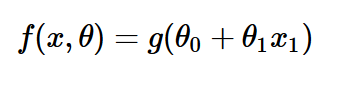 f(x, θ) = g(θ₀ + θ₁x₁)